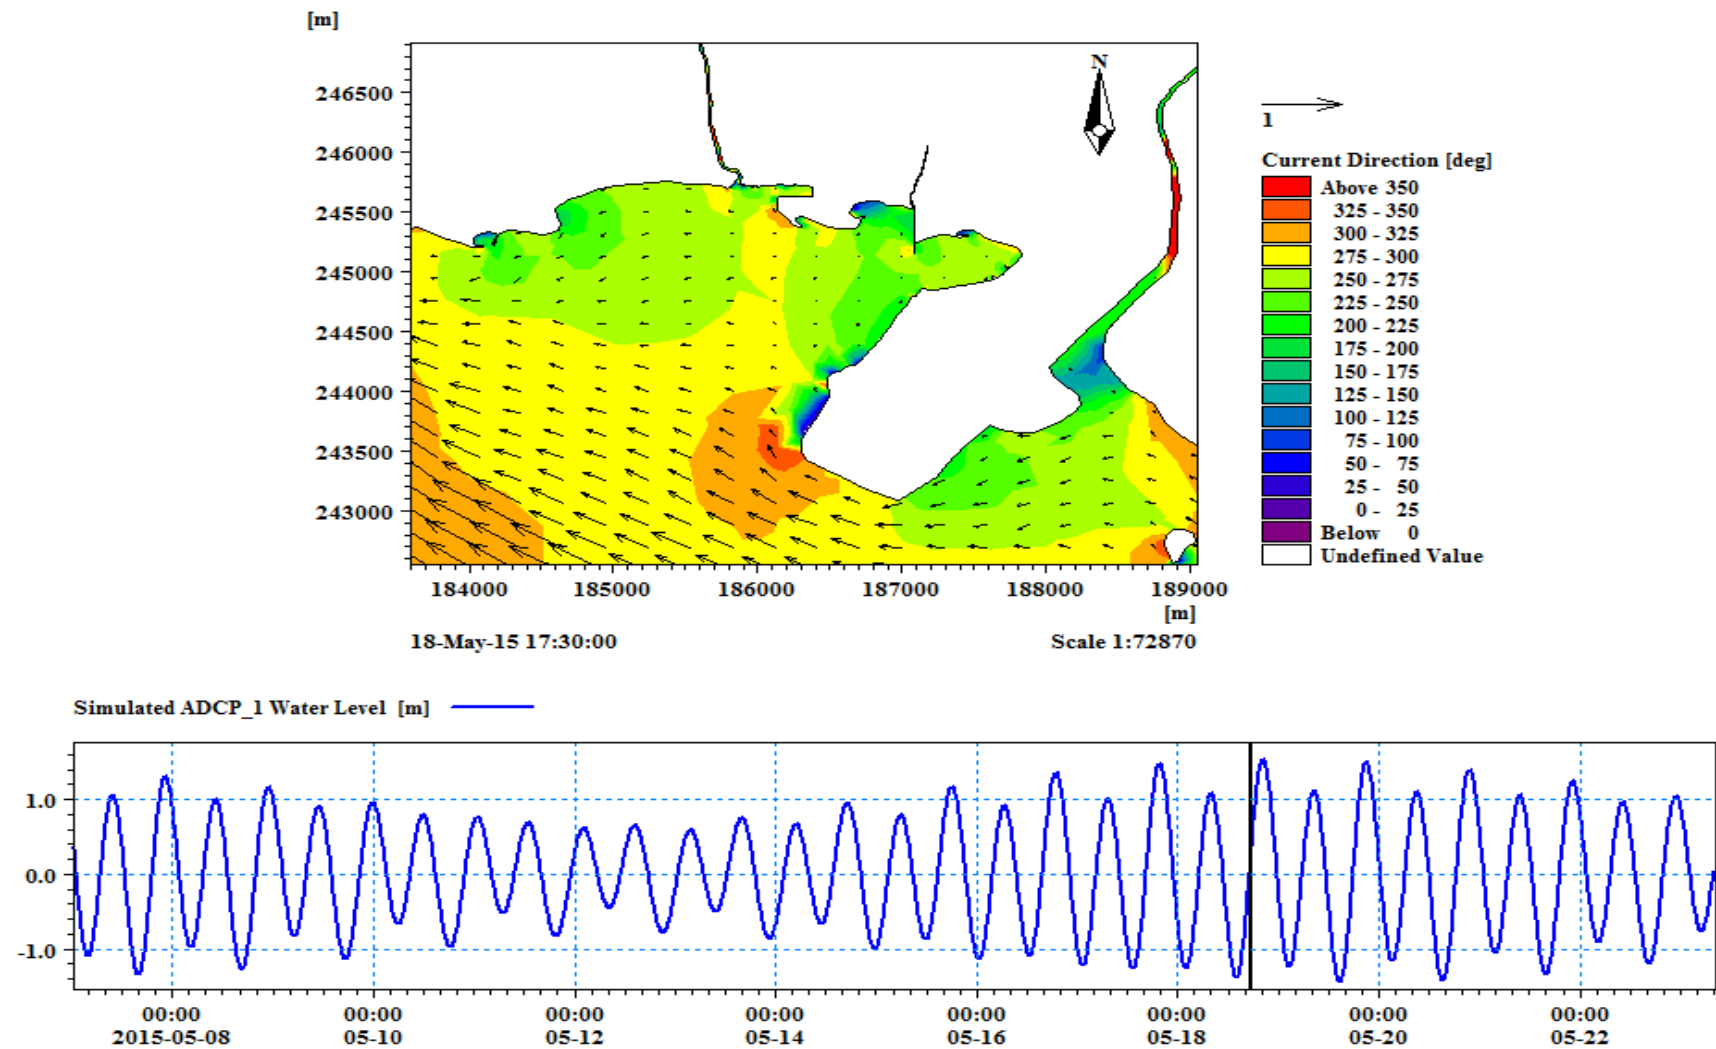 [m]
N
246500
246000
245500
245000
244500
244000
243500
243000
184000 185000 186000 187000 188000 189000
[m]
18-May-15 17:30:00 Scale 1:72870
1
Current Direction [deg]
Above 350
325 - 350
300 - 325
275 - 300
250 - 275
225 - 250
200 - 225
175 - 200
150 - 175
125 - 150
100 - 125
75 - 100
50 - 75
25 - 50
0 - 25
Below 0
Undefined Value
Simulated ADCP_1 Water Level [m]
1.0
0.0
-1.0
00:00 00:00 00:00 00:00 00:00 00:00 00:00 00:00
2015-05-08 05-10 05-12 05-14 05-16 05-18 05-20 05-22